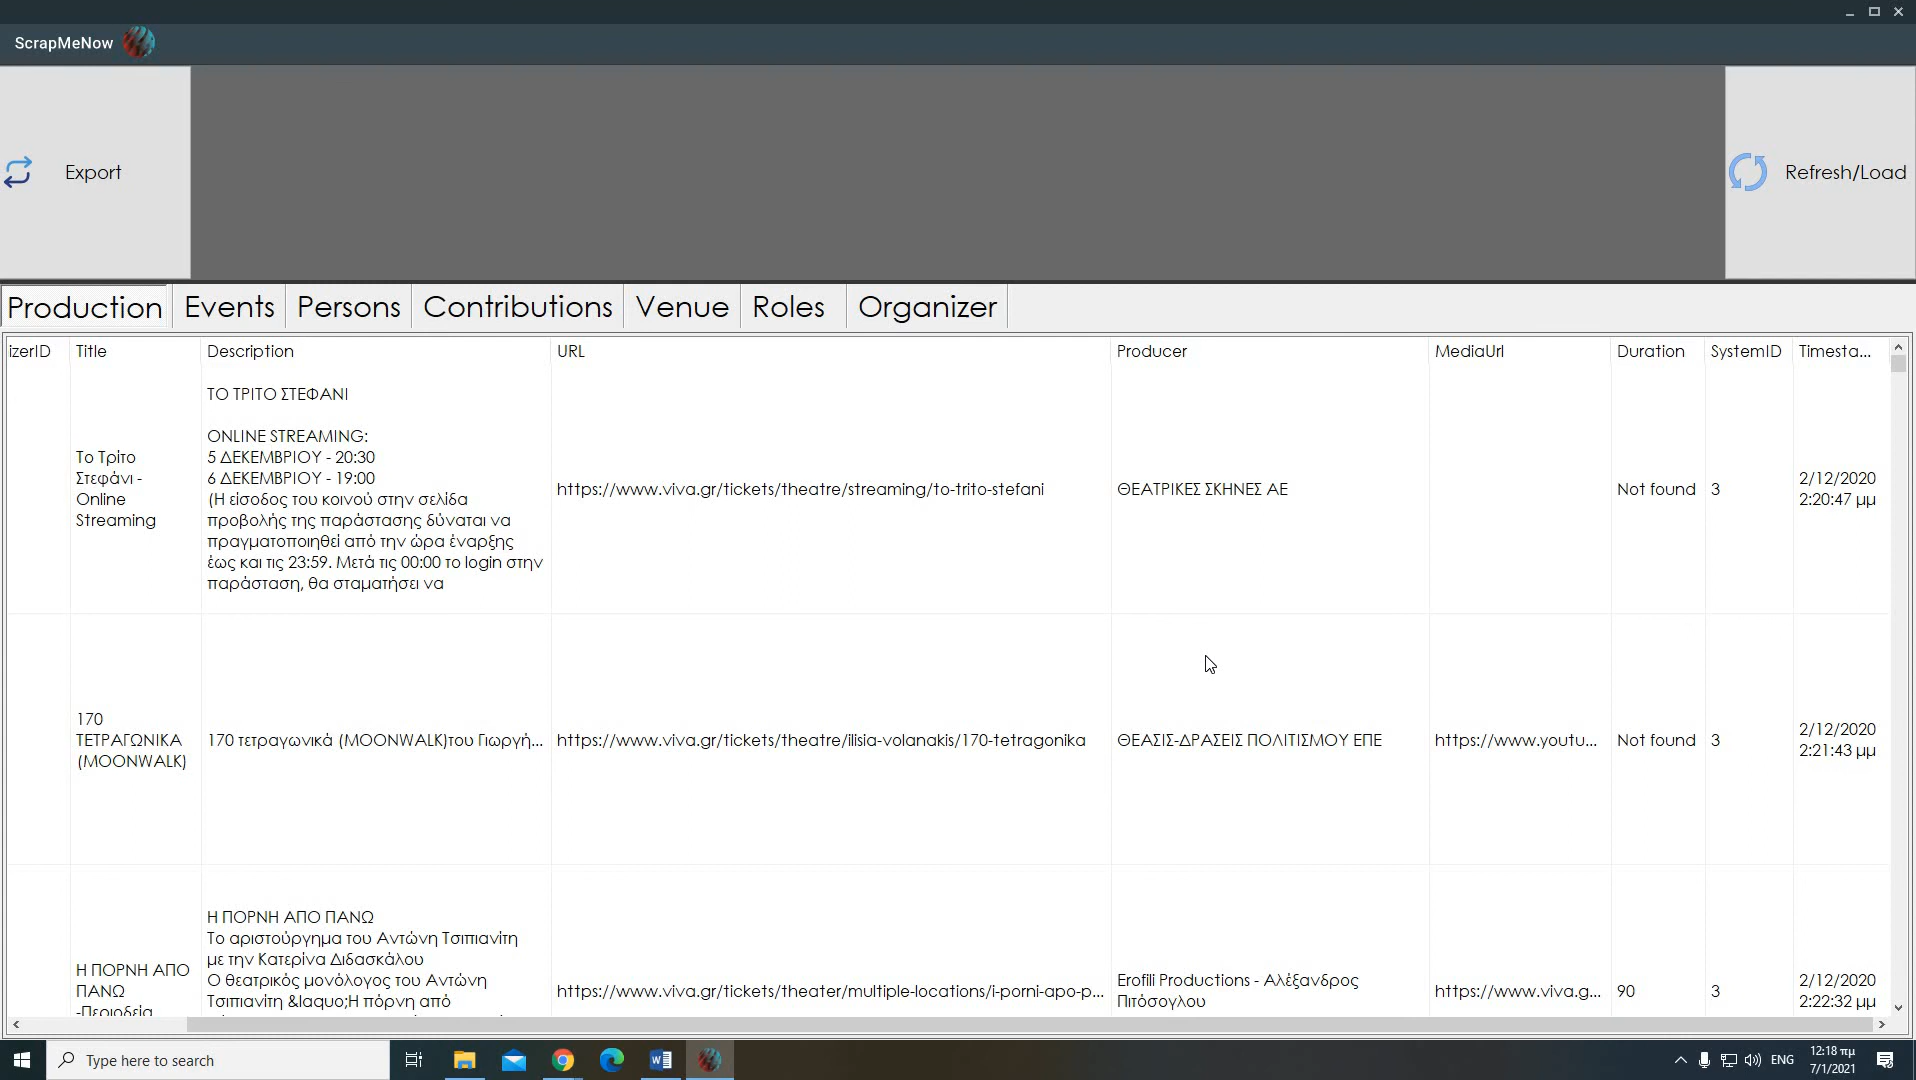 ScrapMeNow
Export
Refresh/Load
Production Events Persons Contributions Venue Roles Organizer
izerID Title Description URL Producer MediaUrl Duration SystemID Timesta...
Το Τρίτο
Στεφάνι -
Online
Streaming
ΤΟ ΤΡΙΤΟ ΣΤΕΦΑΝΙ
ONLINE STREAMING:
5 ΔΕΚΕΜΒΡΙΟΥ - 20:30
6 ΔΕΚΕΜΒΡΙΟΥ - 19:00
(Η είσοδος του κοινού στην σελίδα
προβολής της παράστασης δύναται να
πραγματοποιηθεί από την ώρα έναρξης
έως και τις 23:59. Μετά τις 00:00 το login στην
παράσταση, θα σταματήσει να
https://www.viva.gr/tickets/theatre/streaming/to-trito-stefani
ΘΕΑΤΡΙΚΕΣ ΣΚΗΝΕΣ ΑΕ
Not found
3
2/12/2020
2:20:47 μμ
170
ΤΕΤΡΑΓΩΝΙΚΑ
(MOONWALK)
170 τετραγωνικά (MOONWALK)του Γιωργή...
https://www.viva.gr/tickets/theatre/ilisia-volanakis/170-tetragonika
ΘΕΑΣΙΣ-ΔΡΑΣΕΙΣ ΠΟΛΙΤΙΣΜΟΥ ΕΠΕ
https://www.youtu...
Not found
3
2/12/2020
2:21:43 μμ
Η ΠΟΡΝΗ ΑΠΟ
ΠΑΝΩ
-Περιοδεία
Η ΠΟΡΝΗ ΑΠΟ ΠΑΝΩ
Το αριστούργημα του Αντώνη Τσιπιανίτη
με την Κατερίνα Διδασκάλου
Ο θεατρικός μονόλογος του Αντώνη
Τσιπιανίτη &laquo;Η πόρνη από
https://www.viva.gr/tickets/theater/multiple-locations/i-porni-apo-p...
Erofili Productions - Αλέξανδρος
Πιτόσογλου
https://www.viva.g...
90
3
2/12/2020
2:22:32 μμ
Type here to search
ENG
12:18 πμ
7/1/2021